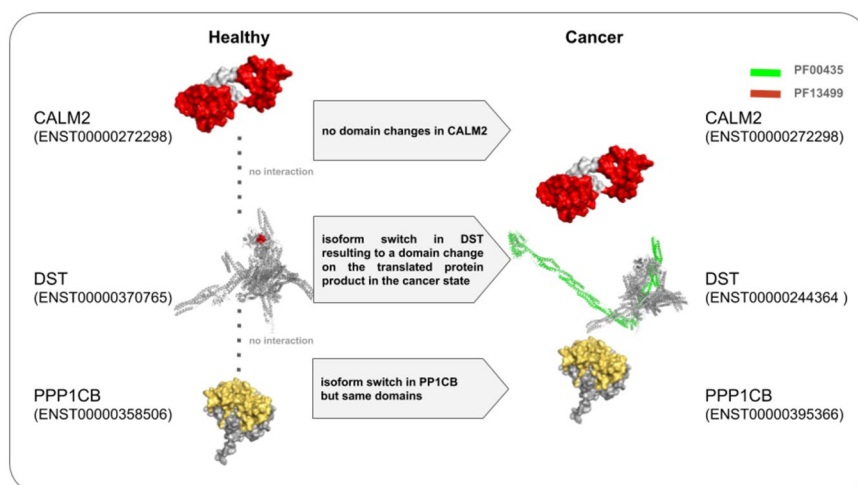 Healthy
Cancer
PF00435
PF13499
CALM2
(ENST00000272298)
no domain changes in CALM2
CALM2
(ENST00000272298)
no interaction
DST
(ENST00000370765)
isoform switch in DST
resulting to a domain change
on the translated protein
product in the cancer state
DST
(ENST00000244364 )
no interaction
PPP1CB
(ENST00000358506)
isoform switch in PP1CB
but same domains
PPP1CB
(ENST00000395366)